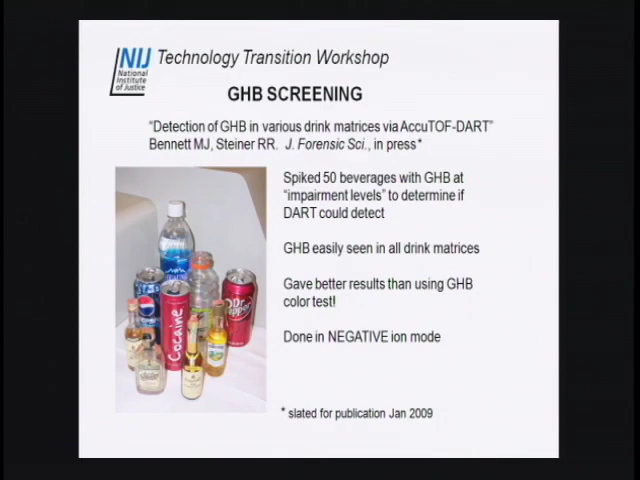 NIJ
National
Institute
of Justice
Technology Transition Workshop
GHB SCREENING
"Detection of GHB in various drink matrices via AccuTOF-DART"
Bennett MJ, Steiner RR. J. Forensic Sci., in press*
Spiked 50 beverages with GHB at
"impairment levels" to determine if
DART could detect
GHB easily seen in all drink matrices
Gave better results than using GHB
color test!
Done in NEGATIVE ion mode
PEPSI
Cocaine
Dr
Pepper
* slated for publication Jan 2009